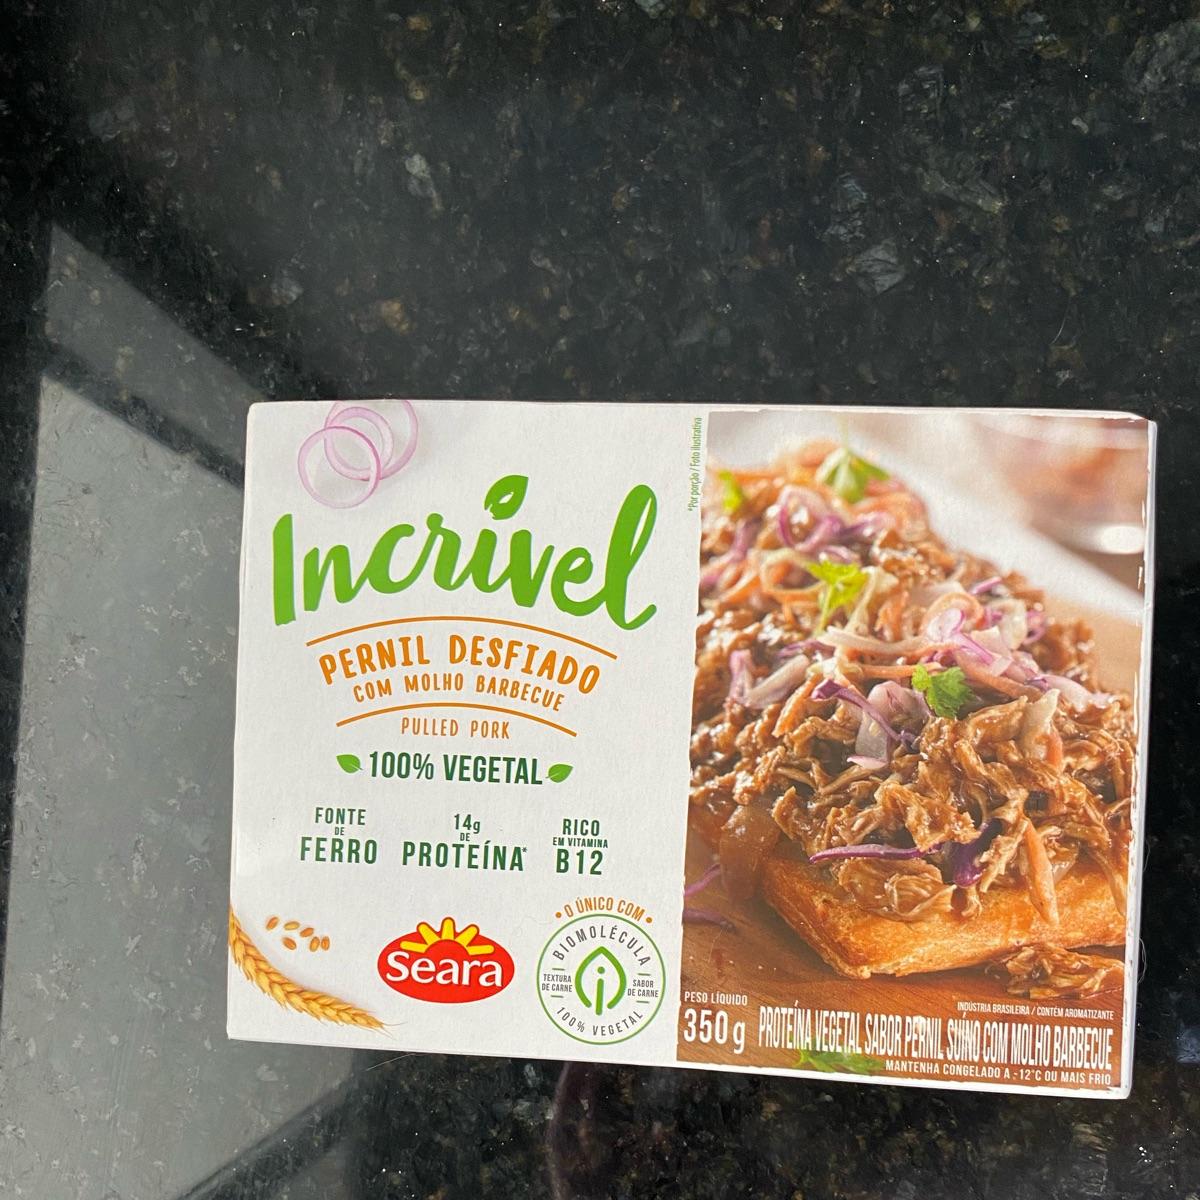 *Por porção / Foto ilustrativa
Incrível
PERNIL DESFIADO
COM MOLHO BARBECUE
PULLED PORK
100% VEGETAL
FONTE
DE
FERRO
14g
DE
PROTEÍNA*
RICO
EM VITAMINA
B12
Seara
• O ÚNICO COM •
BIOMOLÉCULA
TEXTURA
DE CARNE
SABOR
DE CARNE
100% VEGETAL
PESO LÍQUIDO
350g
INDÚSTRIA BRASILEIRA / CONTÉM AROMATIZANTE
PROTEÍNA VEGETAL SABOR PERNIL SUÍNO COM MOLHO BARBECUE
MANTENHA CONGELADO A -12°C OU MAIS FRIO